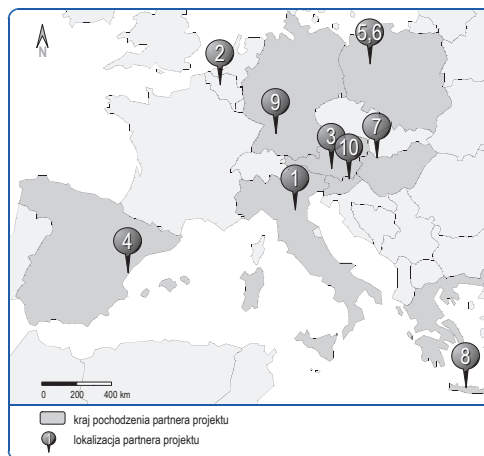 N
5,6
2
9
7
3
10
1
4
8
0 200 400 km
kraj pochodzenia partnera projektu
1
lokalizacja partnera projektu